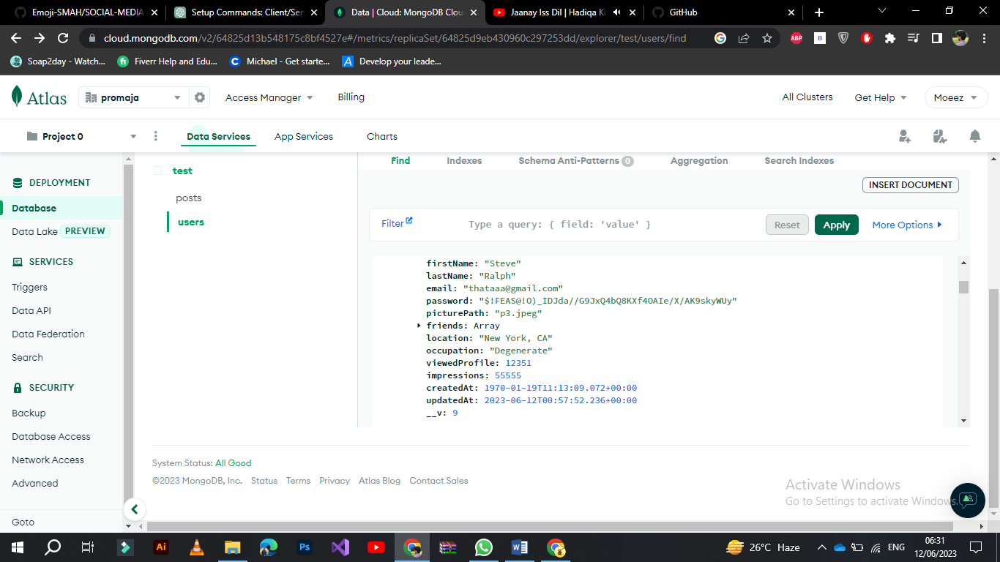 Emoji-SMAH/SOCIAL-MEDIA
Setup Commands: Client/Ser
Data | Cloud: MongoDB Clou
Jaanay Iss Dil | Hadiqa Ki
GitHub
cloud.mongodb.com/v2/64825d13b548175c8bf4527e#/metrics/replicaSet/64825d9eb430960c297253dd/explorer/test/users/find
ABP
B
Soap2day - Watch...
Fiverr Help and Edu...
Michael - Get starte...
Develop your leade...
Atlas
promaja
Access Manager
Billing
All Clusters
Get Help
Moeez
Project 0
Data Services
App Services
Charts
DEPLOYMENT
Database
Data Lake PREVIEW
SERVICES
Triggers
Data API
Data Federation
Search
SECURITY
Backup
Database Access
Network Access
Advanced
Goto
test
posts
users
Find
Indexes
Schema Anti-Patterns 0
Aggregation
Search Indexes
INSERT DOCUMENT
Filter
Type a query: { field: 'value' }
Reset
Apply
More Options
firstName: "Steve"
lastName: "Ralph"
email: "thataaa@gmail.com"
password: "$!FEAS@!O)_IDJda//G9JxQ4bQ8KXf4OAIe/X/AK9skyWUy"
picturePath: "p3.jpeg"
friends: Array
location: "New York, CA"
occupation: "Degenerate"
viewedProfile: 12351
impressions: 55555
createdAt: 1970-01-19T11:13:09.072+00:00
updatedAt: 2023-06-12T00:57:52.236+00:00
__v: 9
System Status: All Good
©2023 MongoDB, Inc. Status Terms Privacy Atlas Blog Contact Sales
Activate Windows
Go to Settings to activate Windows.
Ai
Ps
26°C Haze
ENG
06:31
12/06/2023